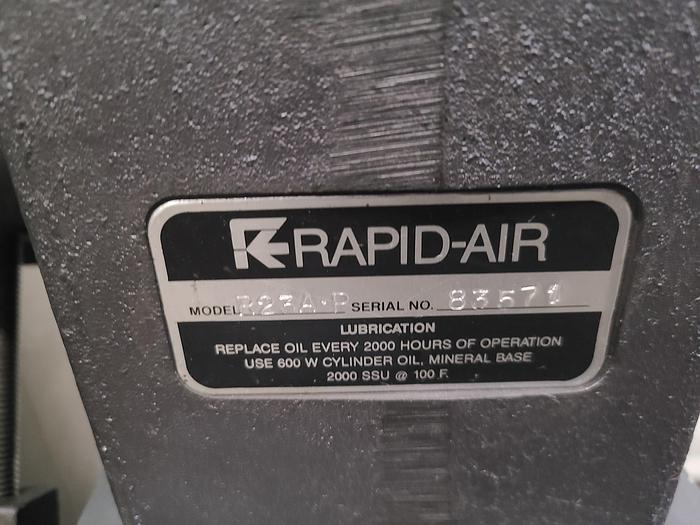 RAPID-AIR
MODEL SERIAL NO.
LUBRICATION
REPLACE OIL EVERY 2000 HOURS OF OPERATION
USE 600 W CYLINDER OIL, MINERAL BASE
2000 SSU @ 100 F.